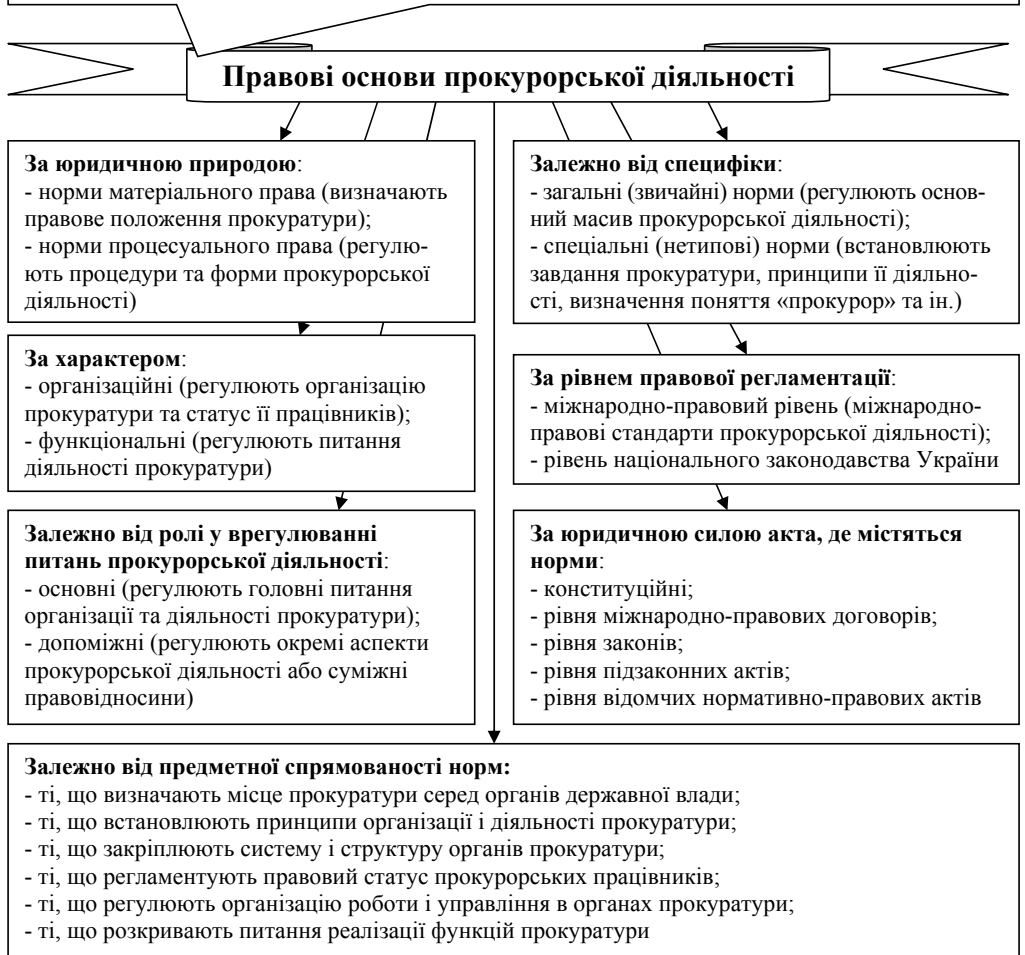 Правові основи прокурорської діяльності
За юридичною природою:
- норми матеріального права (визначають
правове положення прокуратури);
- норми процесуального права (регулю-
ють процедури та форми прокурорської
діяльності)
За характером:
- організаційні (регулюють організацію
прокуратури та статус її працівників);
- функціональні (регулюють питання
діяльності прокуратури)
Залежно від ролі у врегулюванні
питань прокурорської діяльності:
- основні (регулюють головні питання
організації та діяльності прокуратури);
- допоміжні (регулюють окремі аспекти
прокурорської діяльності або суміжні
правовідносини)
Залежно від специфіки:
- загальні (звичайні) норми (регулюють основ-
ний масив прокурорської діяльності);
- спеціальні (нетипові) норми (встановлюють
завдання прокуратури, принципи її діяльно-
сті, визначення поняття «прокурор» та ін.)
За рівнем правової регламентації:
- міжнародно-правовий рівень (міжнародно-
правові стандарти прокурорської діяльності);
- рівень національного законодавства України
За юридичною силою акта, де містяться
норми:
- конституційні;
- рівня міжнародно-правових договорів;
- рівня законів;
- рівня підзаконних актів;
- рівня відомчих нормативно-правових актів
Залежно від предметної спрямованості норм:
- ті, що визначають місце прокуратури серед органів державної влади;
- ті, що встановлюють принципи організації і діяльності прокуратури;
- ті, що закріплюють систему і структуру органів прокуратури;
- ті, що регламентують правовий статус прокурорських працівників;
- ті, що регулюють організацію роботи і управління в органах прокуратури;
- ті, що розкривають питання реалізації функцій прокуратури